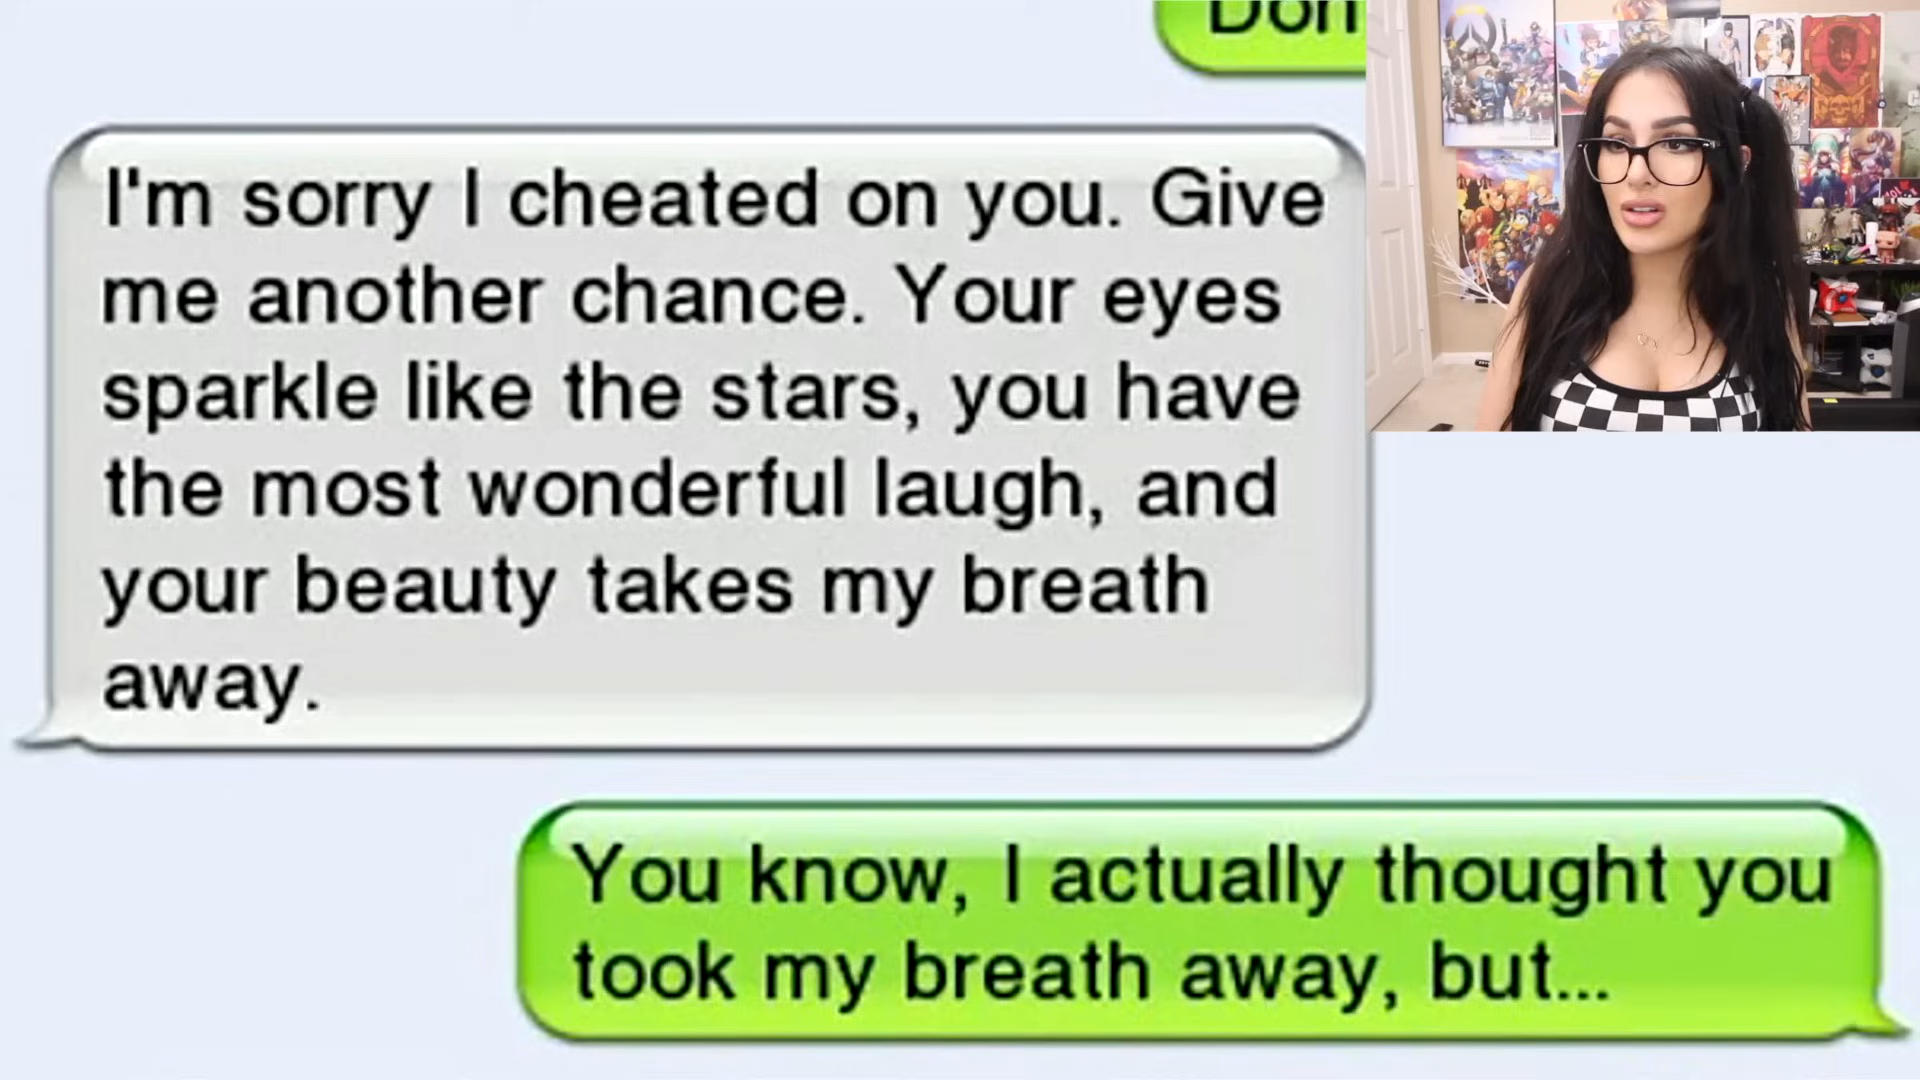 I'm sorry I cheated on you. Give
me another chance. Your eyes
sparkle like the stars, you have
the most wonderful laugh, and
your beauty takes my breath
away.
You know, I actually thought you
took my breath away, but...